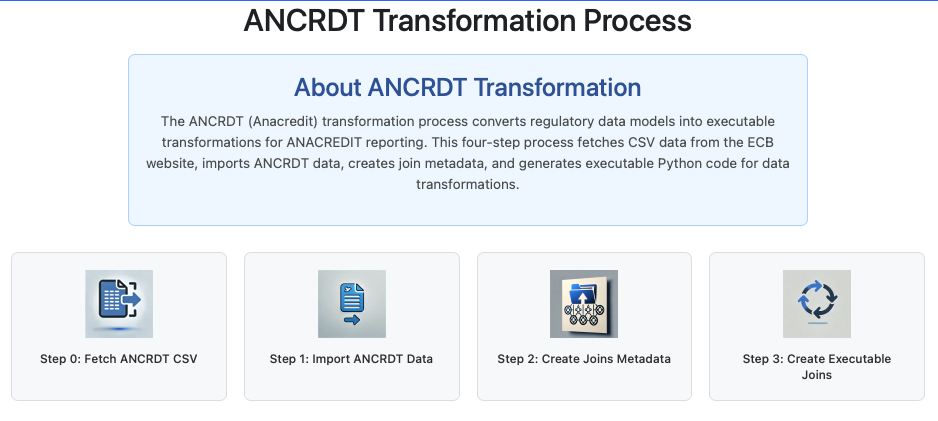 ANCRDT Transformation Process
About ANCRDT Transformation
The ANCRDT (Anacredit) transformation process converts regulatory data models into executable
transformations for ANACREDIT reporting. This four-step process fetches CSV data from the ECB
website, imports ANCRDT data, creates join metadata, and generates executable Python code for data
transformations.
Step 0: Fetch ANCRDT CSV
Step 1: Import ANCRDT Data
Step 2: Create Joins Metadata
Step 3: Create Executable
Joins